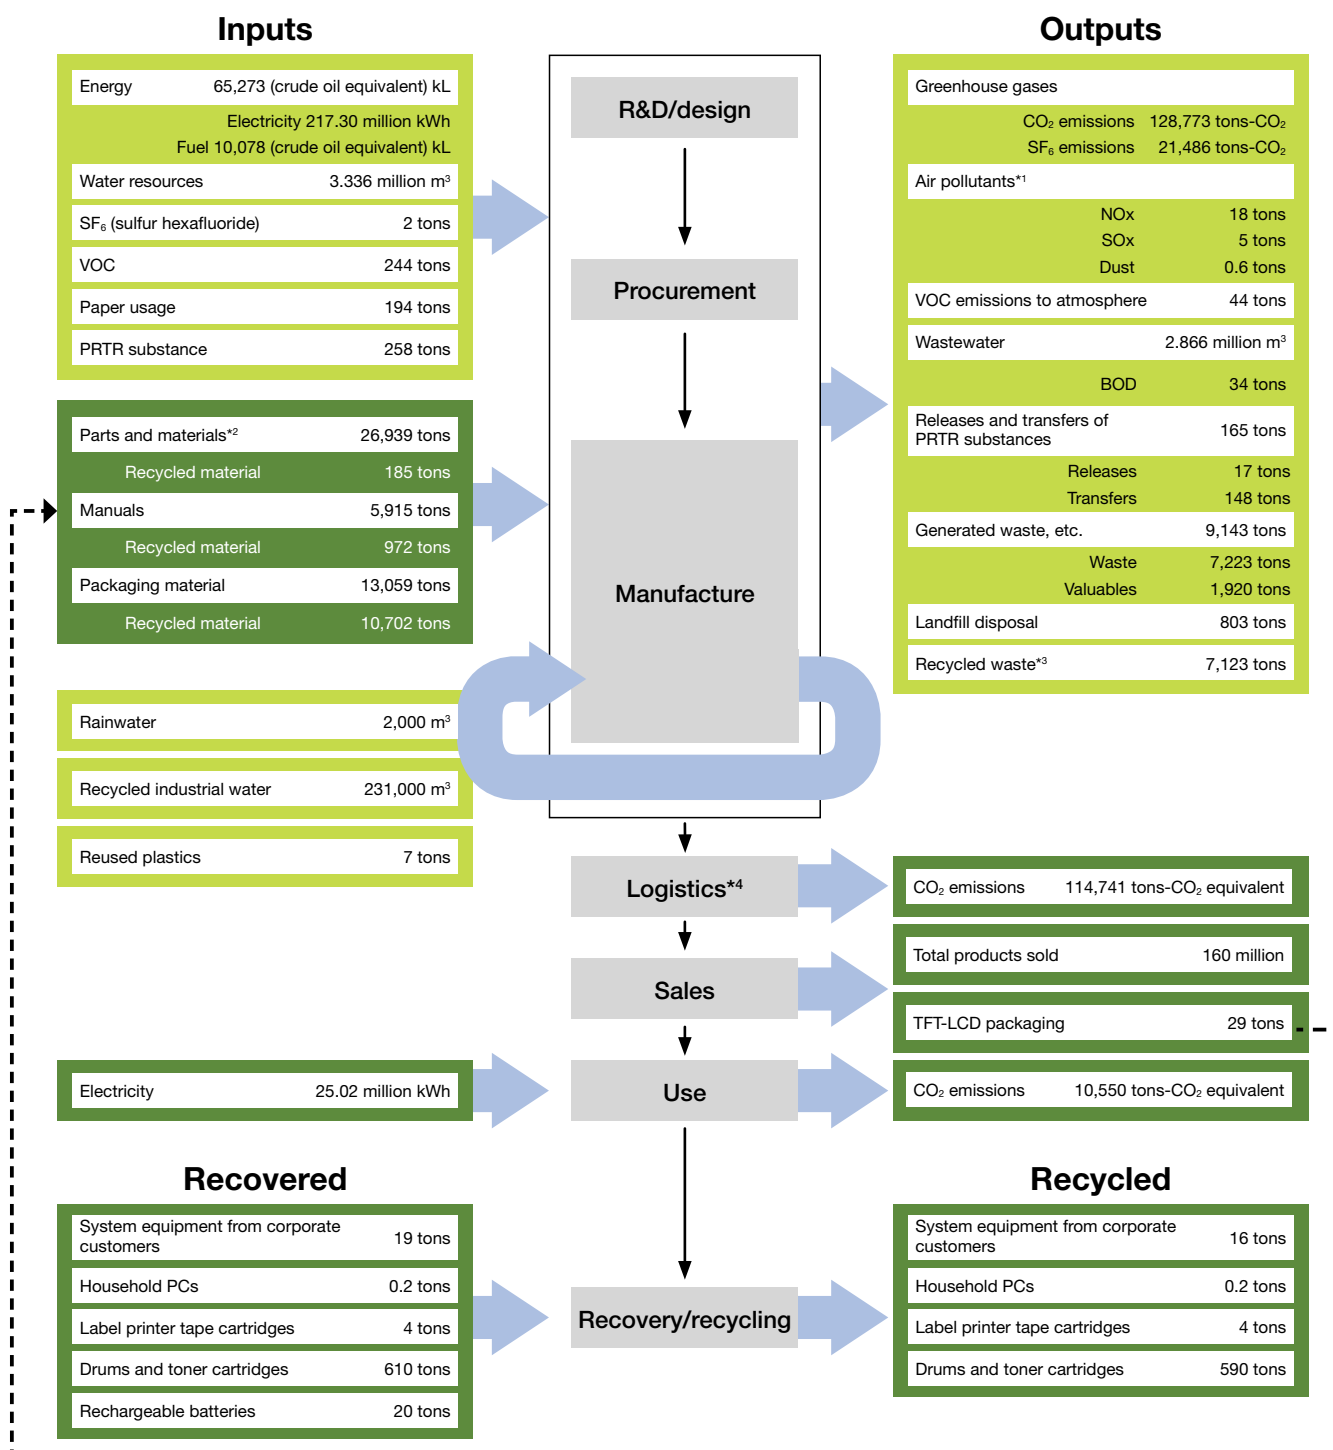 Inputs
Energy 65,273 (crude oil equivalent) kL
Electricity 217.30 million kWh
Fuel 10,078 (crude oil equivalent) kL
Water resources 3.336 million m³
SF₆ (sulfur hexafluoride) 2 tons
VOC 244 tons
Paper usage 194 tons
PRTR substance 258 tons
Parts and materials*² 26,939 tons
Recycled material 185 tons
Manuals 5,915 tons
Recycled material 972 tons
Packaging material 13,059 tons
Recycled material 10,702 tons
Rainwater 2,000 m³
Recycled industrial water 231,000 m³
Reused plastics 7 tons
Electricity 25.02 million kWh
R&D/design
Procurement
Manufacture
Logistics*⁴
Sales
Use
Recovery/recycling
Outputs
Greenhouse gases
CO₂ emissions 128,773 tons-CO₂
SF₆ emissions 21,486 tons-CO₂
Air pollutants*¹
NOx 18 tons
SOx 5 tons
Dust 0.6 tons
VOC emissions to atmosphere 44 tons
Wastewater 2.866 million m³
BOD 34 tons
Releases and transfers of
PRTR substances 165 tons
Releases 17 tons
Transfers 148 tons
Generated waste, etc. 9,143 tons
Waste 7,223 tons
Valuables 1,920 tons
Landfill disposal 803 tons
Recycled waste*³ 7,123 tons
CO₂ emissions 114,741 tons-CO₂ equivalent
Total products sold 160 million
TFT-LCD packaging 29 tons
CO₂ emissions 10,550 tons-CO₂ equivalent
Recovered
System equipment from corporate
customers 19 tons
Household PCs 0.2 tons
Label printer tape cartridges 4 tons
Drums and toner cartridges 610 tons
Rechargeable batteries 20 tons
Recycled
System equipment from corporate
customers 16 tons
Household PCs 0.2 tons
Label printer tape cartridges 4 tons
Drums and toner cartridges 590 tons